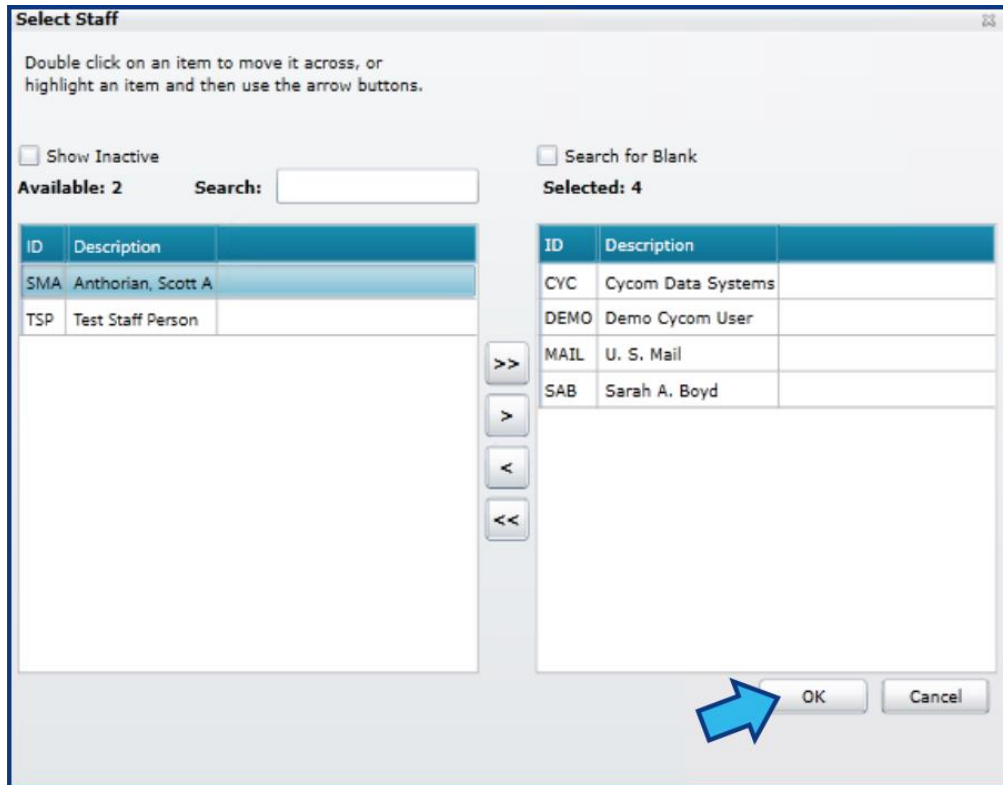 Select Staff
Double click on an item to move it across, or
highlight an item and then use the arrow buttons.
Show Inactive
Available: 2 Search:
ID Description
SMA Anthorian, Scott A
TSP Test Staff Person
>>
>
<
<<
Search for Blank
Selected: 4
ID Description
CYC Cycom Data Systems
DEMO Demo Cycom User
MAIL U. S. Mail
SAB Sarah A. Boyd
OK Cancel